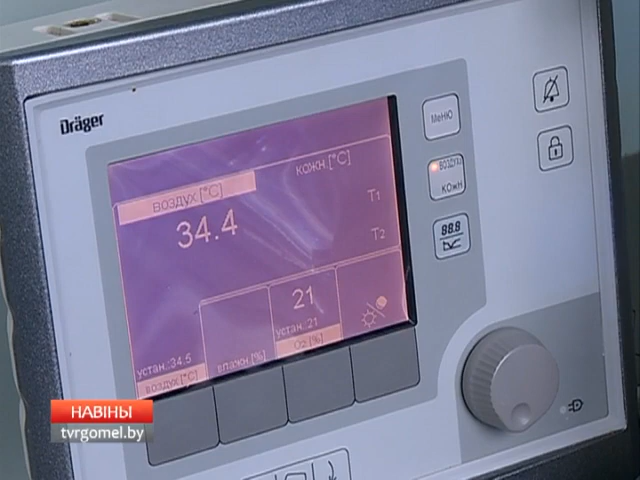 Dräger
Меню
воздух [°C]
кожн.[°C]
34.4
T1
T2
воздух
кожн
88.8
21
устан.:21
O2 [%]
устан.:34.5
воздух [°C]
влажн.[%]
НАВІНЫ
tvrgomel.by